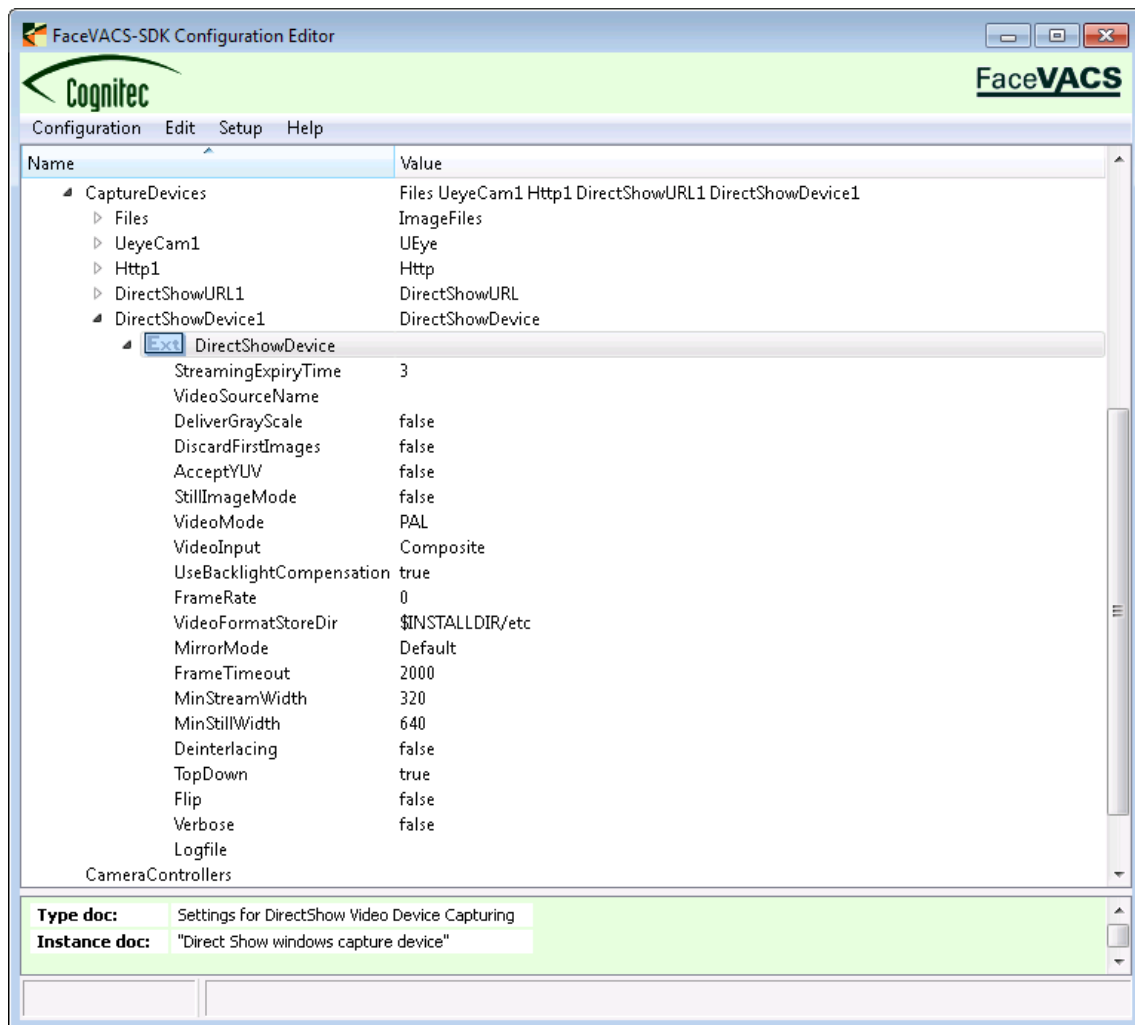 FaceVACS-SDK Configuration Editor
Cognitec
FaceVACS
Configuration Edit Setup Help
Name Value
CaptureDevices Files UeyeCam1 Http1 DirectShowURL1 DirectShowDevice1
Files ImageFiles
UeyeCam1 UEye
Http1 Http
DirectShowURL1 DirectShowURL
DirectShowDevice1 DirectShowDevice
Ext DirectShowDevice
StreamingExpiryTime 3
VideoSourceName
DeliverGrayScale false
DiscardFirstImages false
AcceptYUV false
StillImageMode false
VideoMode PAL
VideoInput Composite
UseBacklightCompensation true
FrameRate 0
VideoFormatStoreDir $INSTALLDIR/etc
MirrorMode Default
FrameTimeout 2000
MinStreamWidth 320
MinStillWidth 640
Deinterlacing false
TopDown true
Flip false
Verbose false
Logfile
CameraControllers
Type doc: Settings for DirectShow Video Device Capturing
Instance doc: "Direct Show windows capture device"